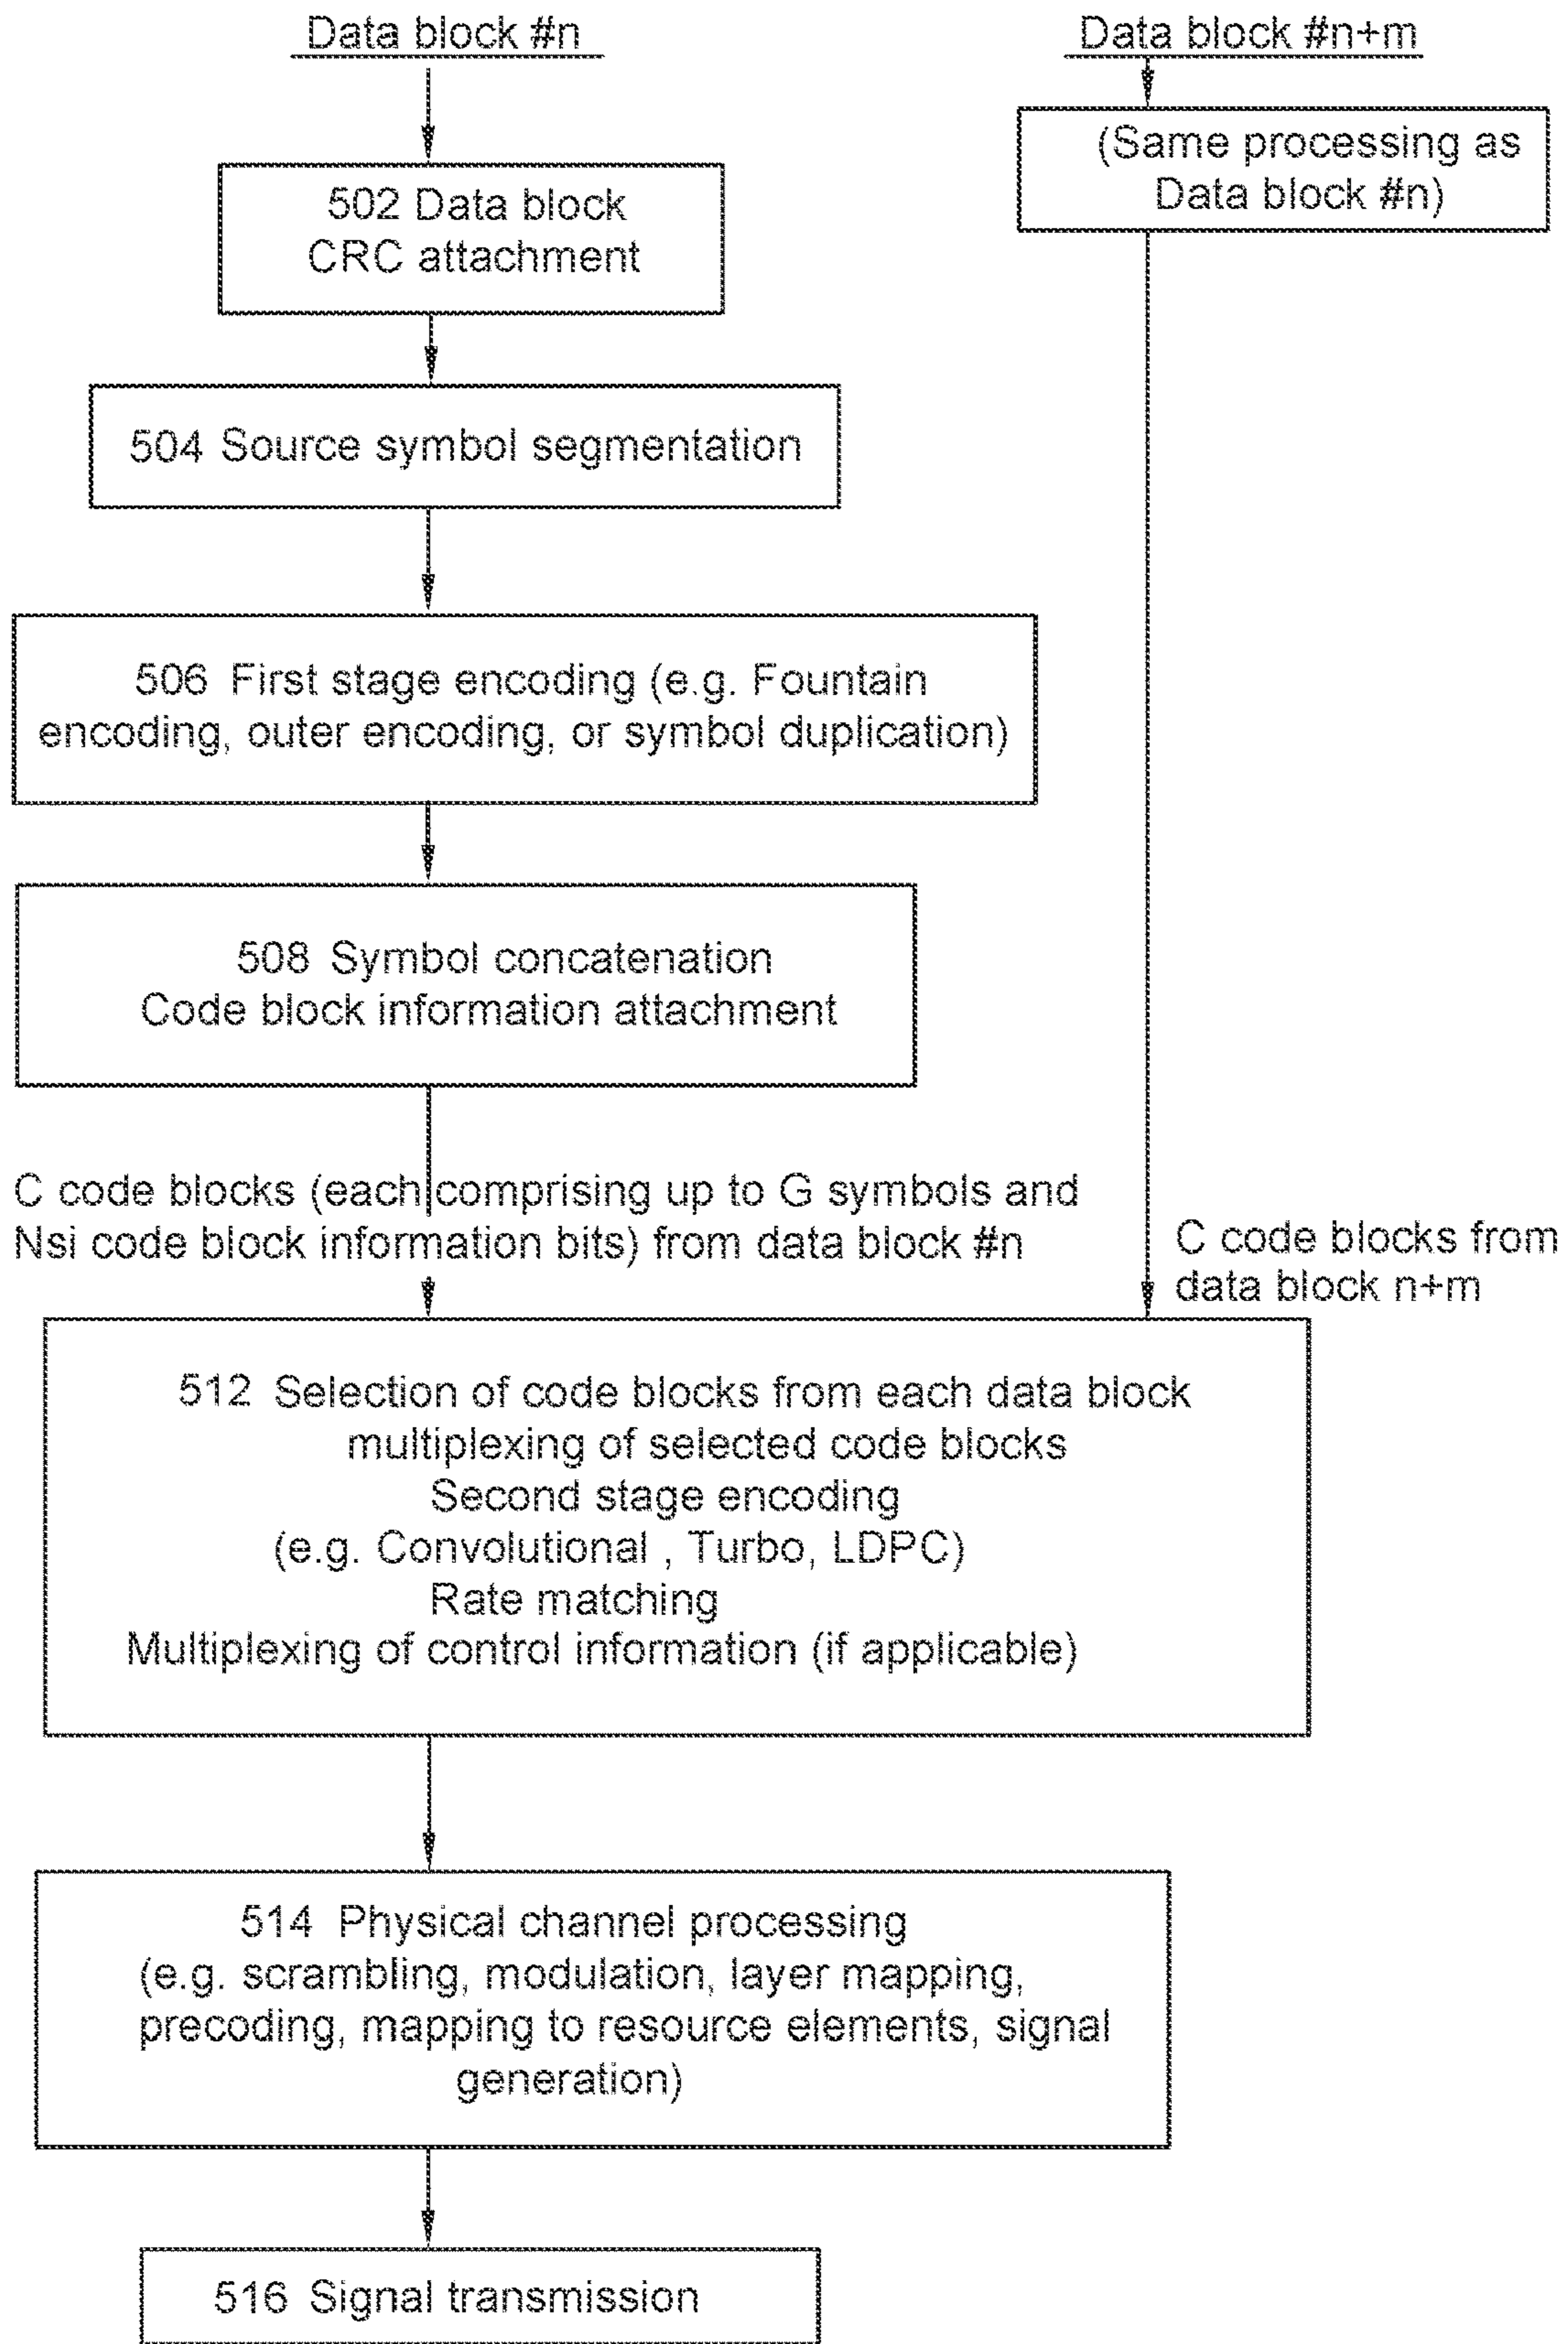 Data block #n
Data block #n+m
(Same processing as
Data block #n)
502 Data block
CRC attachment
504 Source symbol segmentation
506 First stage encoding (e.g. Fountain
encoding, outer encoding, or symbol duplication)
508 Symbol concatenation
Code block information attachment
C code blocks (each comprising up to G symbols and
Nsi code block information bits) from data block #n
C code blocks from
data block n+m
512 Selection of code blocks from each data block
multiplexing of selected code blocks
Second stage encoding
(e.g. Convolutional , Turbo, LDPC)
Rate matching
Multiplexing of control information (if applicable)
514 Physical channel processing
(e.g. scrambling, modulation, layer mapping,
precoding, mapping to resource elements, signal
generation)
516 Signal transmission